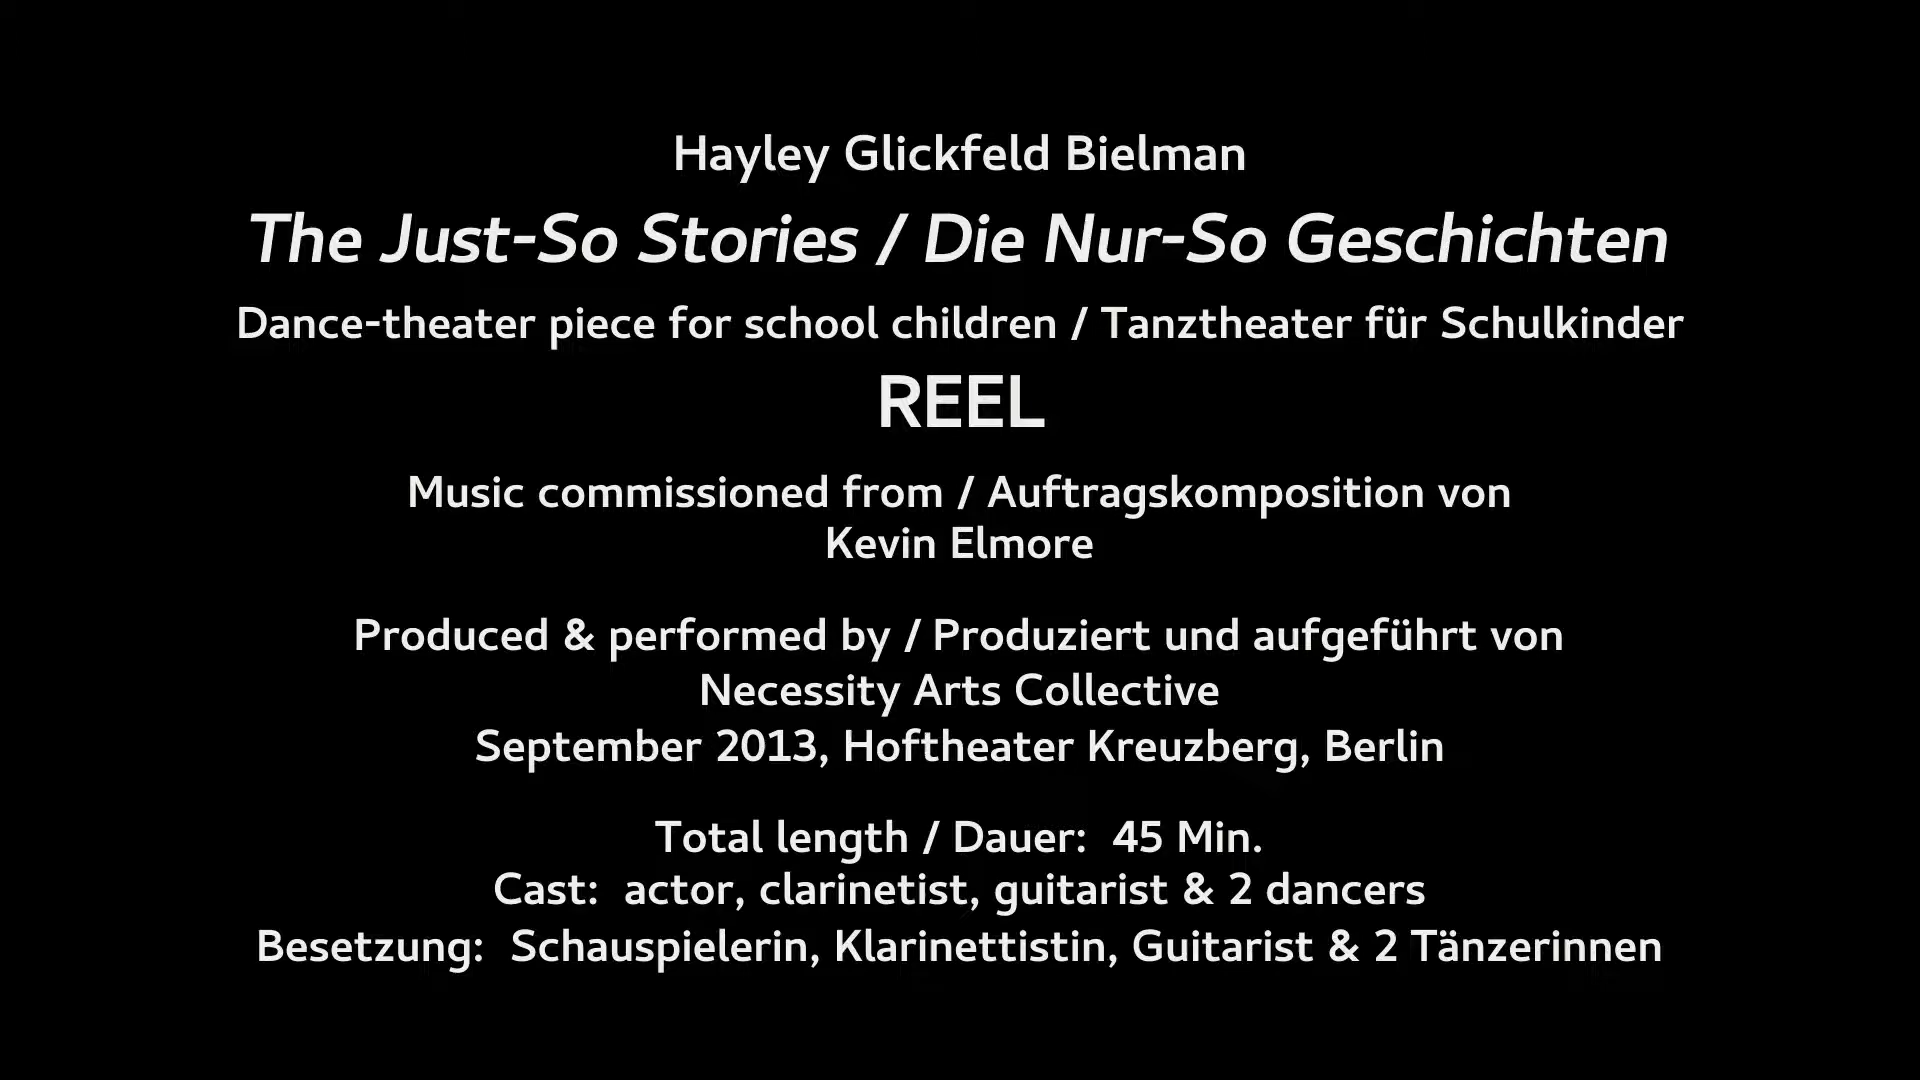 Hayley Glickfeld Bielman
The Just-So Stories / Die Nur-So Geschichten
Dance-theater piece for school children / Tanztheater für Schulkinder
REEL
Music commissioned from / Auftragskomposition von
Kevin Elmore
Produced & performed by / Produziert und aufgeführt von
Necessity Arts Collective
September 2013, Hoftheater Kreuzberg, Berlin
Total length / Dauer:  45 Min.
Cast:  actor, clarinetist, guitarist & 2 dancers
Besetzung:  Schauspielerin, Klarinettistin, Guitarist & 2 Tänzerinnen